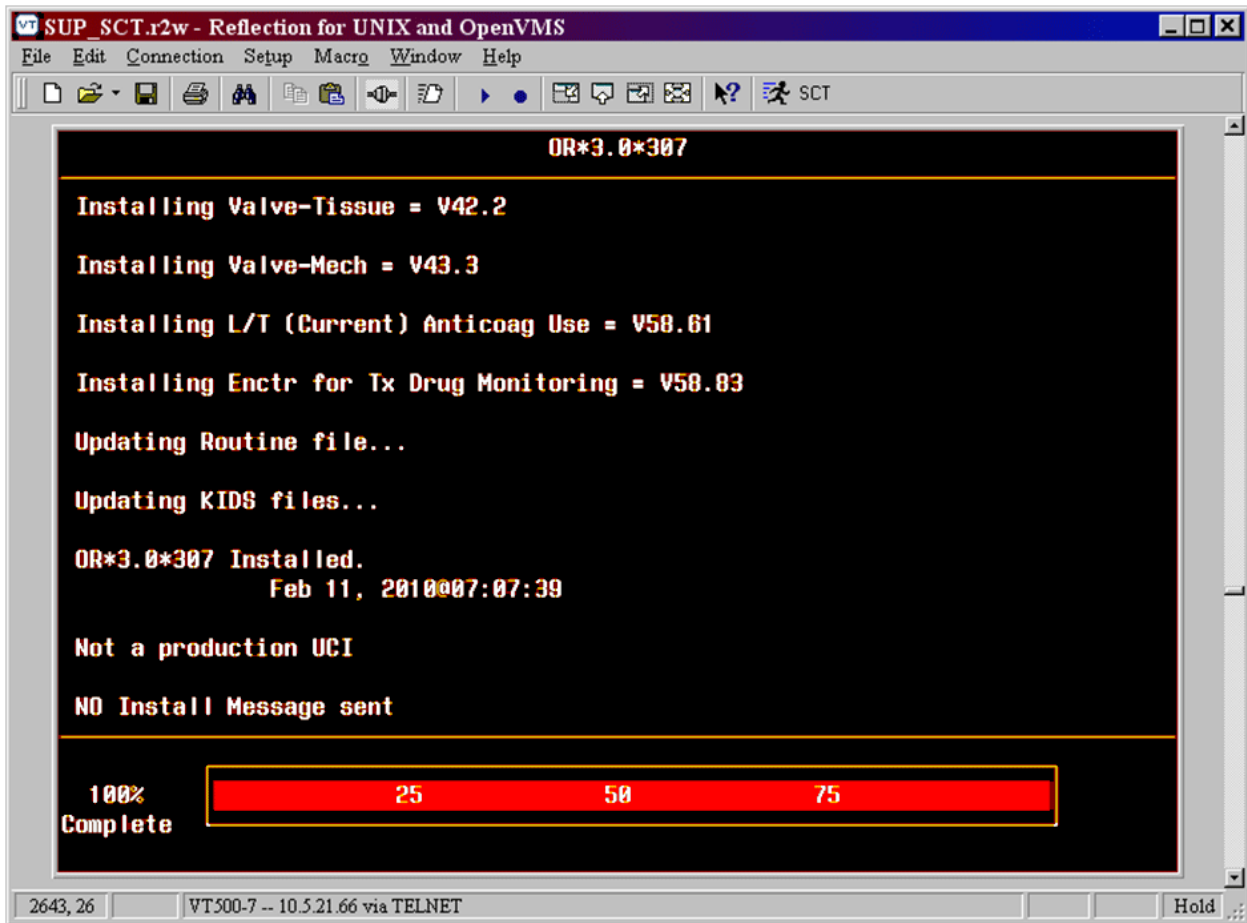 SUP_SCT.r2w - Reflection for UNIX and OpenVMS
File Edit Connection Setup Macro Window Help
SCT
OR*3.0*307
Installing Valve-Tissue = V42.2
Installing Valve-Mech = V43.3
Installing L/T (Current) Anticoag Use = V58.61
Installing Enctr for Tx Drug Monitoring = V58.83
Updating Routine file...
Updating KIDS files...
OR*3.0*307 Installed.
Feb 11, 2010@07:07:39
Not a production UCI
NO Install Message sent
100% 25 50 75
Complete
2643, 26 VT500-7 -- 10.5.21.66 via TELNET Hold